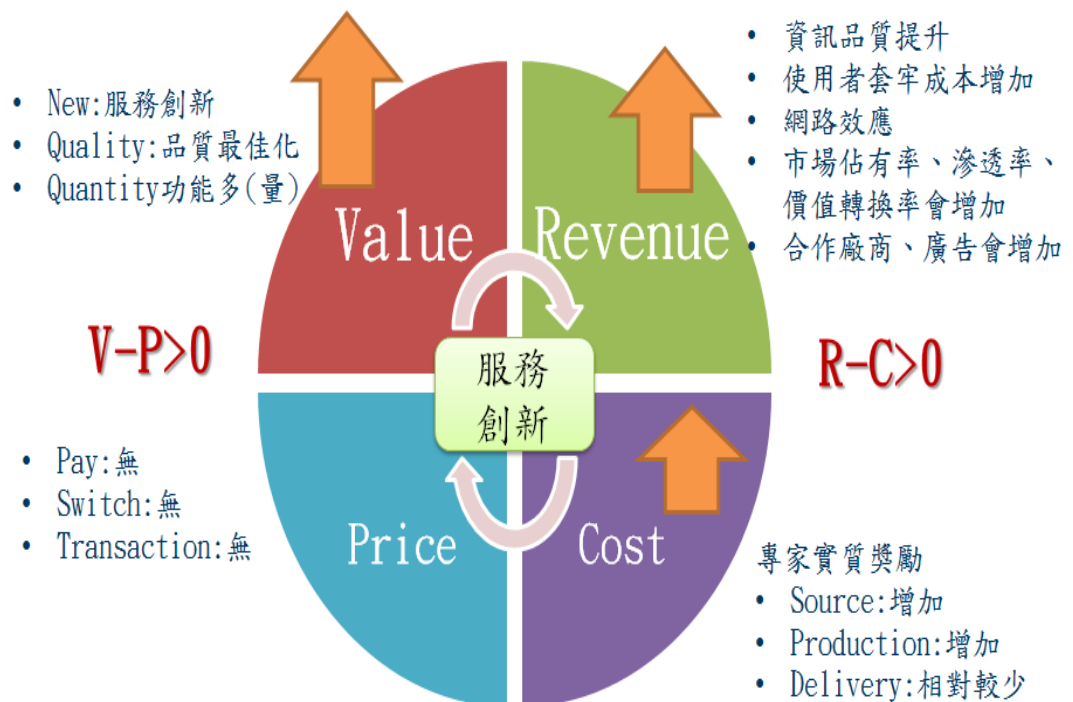 • New:服務創新
• Quality:品質最佳化
• Quantity功能多(量)
Value
Revenue
• 資訊品質提升
• 使用者套牢成本增加
• 網路效應
• 市場佔有率、滲透率、
價值轉換率會增加
• 合作廠商、廣告會增加
V-P>0
服務
創新
R-C>0
• Pay:無
• Switch:無
• Transaction:無
Price
Cost
專家實質獎勵
• Source:增加
• Production:增加
• Delivery:相對較少